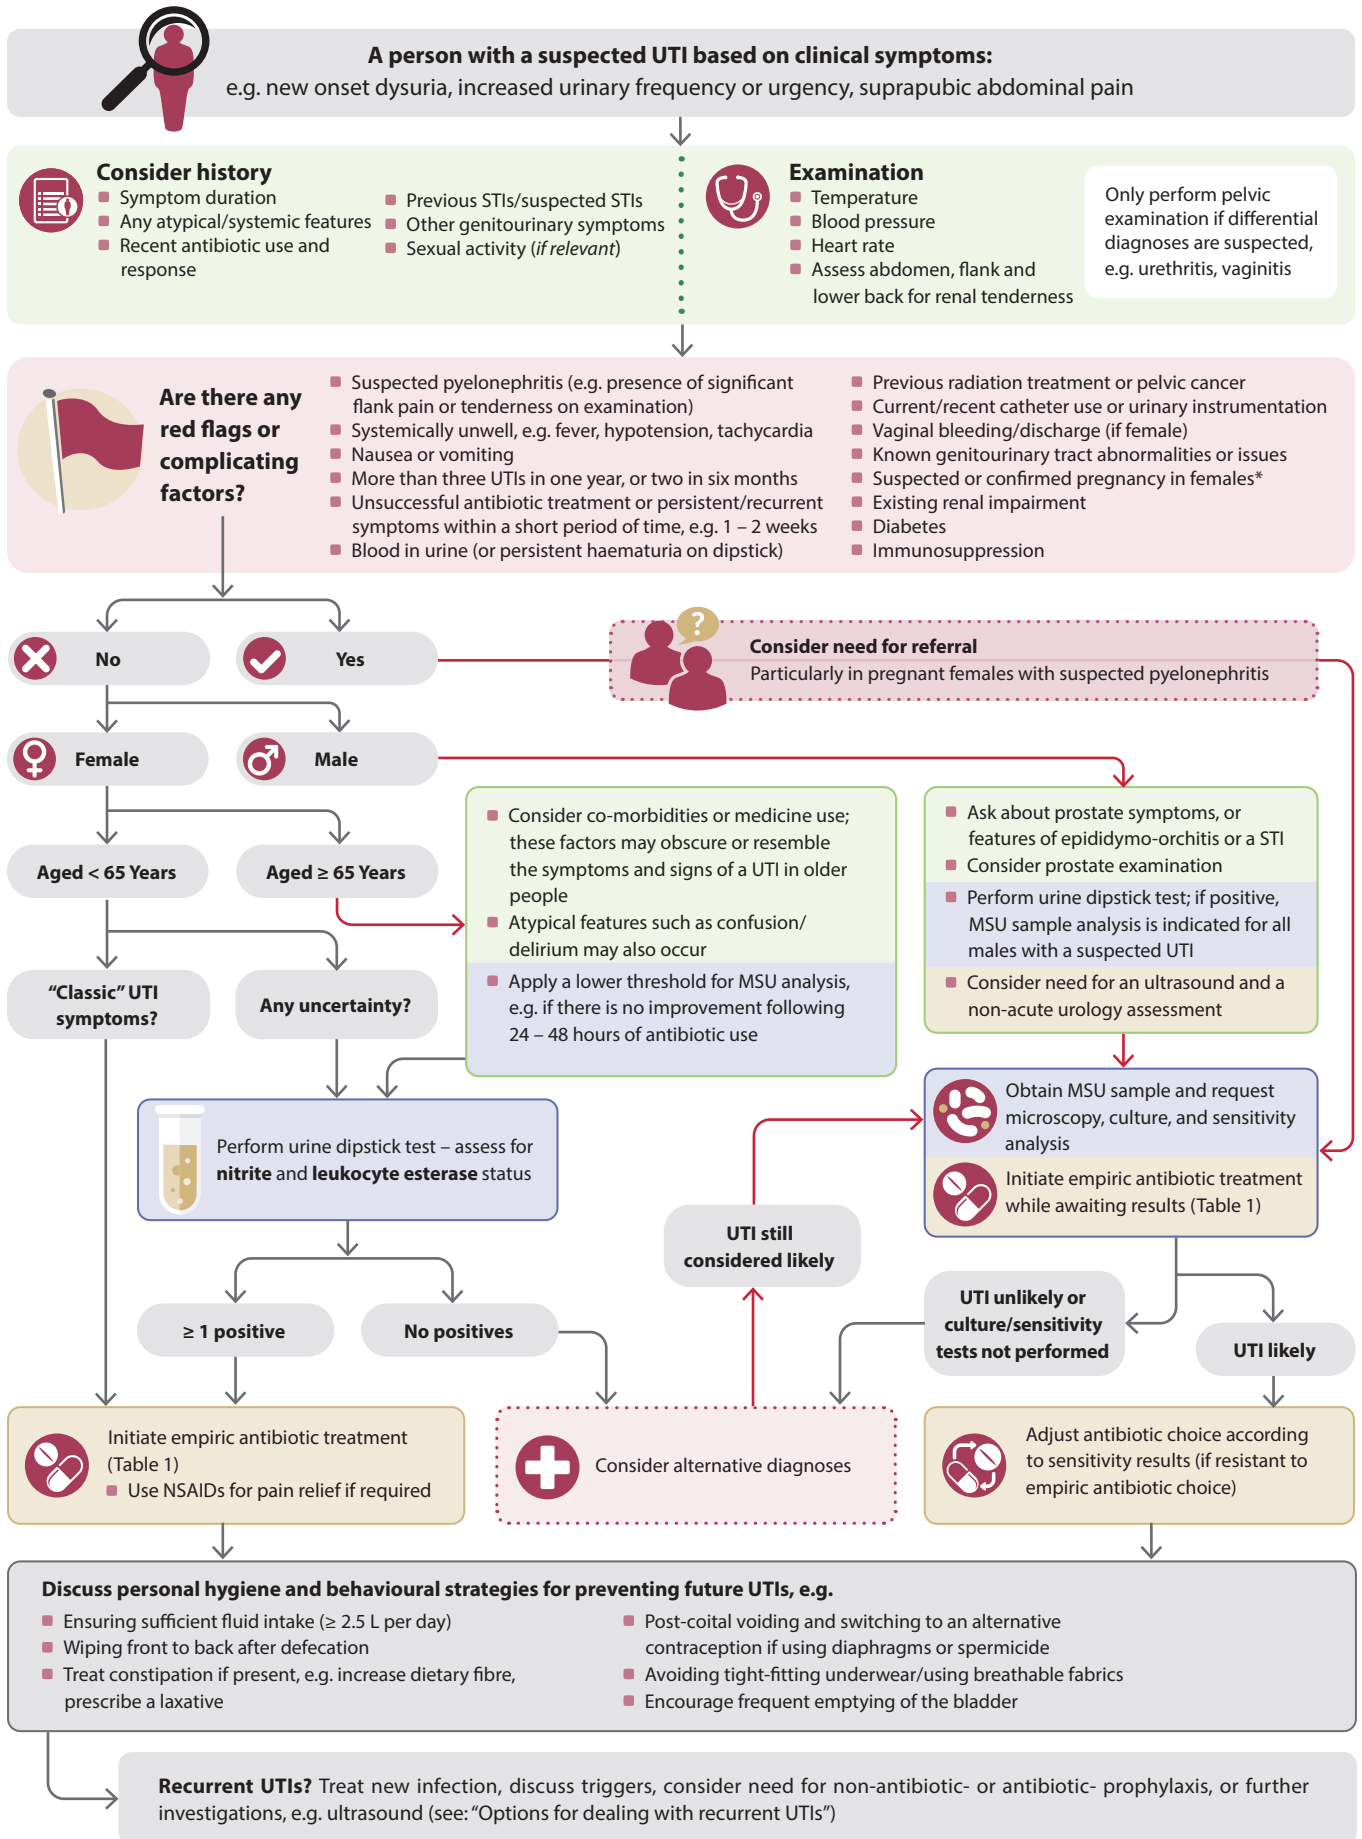 A person with a suspected UTI based on clinical symptoms:
e.g. new onset dysuria, increased urinary frequency or urgency, suprapubic abdominal pain
Consider history
■ Symptom duration
■ Any atypical/systemic features
■ Recent antibiotic use and
response
■ Previous STIs/suspected STIs
■ Other genitourinary symptoms
■ Sexual activity (if relevant)
Examination
■ Temperature
■ Blood pressure
■ Heart rate
■ Assess abdomen, flank and
lower back for renal tenderness
Only perform pelvic
examination if differential
diagnoses are suspected,
e.g. urethritis, vaginitis
Are there any
red flags or
complicating
factors?
■ Suspected pyelonephritis (e.g. presence of significant
flank pain or tenderness on examination)
■ Systemically unwell, e.g. fever, hypotension, tachycardia
■ Nausea or vomiting
■ More than three UTIs in one year, or two in six months
■ Unsuccessful antibiotic treatment or persistent/recurrent
symptoms within a short period of time, e.g. 1 – 2 weeks
■ Blood in urine (or persistent haematuria on dipstick)
■ Previous radiation treatment or pelvic cancer
■ Current/recent catheter use or urinary instrumentation
■ Vaginal bleeding/discharge (if female)
■ Known genitourinary tract abnormalities or issues
■ Suspected or confirmed pregnancy in females*
■ Existing renal impairment
■ Diabetes
■ Immunosuppression
No
Yes
?
Consider need for referral
Particularly in pregnant females with suspected pyelonephritis
Female
Male
Aged < 65 Years
Aged ≥ 65 Years
■ Consider co-morbidities or medicine use;
these factors may obscure or resemble
the symptoms and signs of a UTI in older
people
■ Atypical features such as confusion/
delirium may also occur
■ Apply a lower threshold for MSU analysis,
e.g. if there is no improvement following
24 – 48 hours of antibiotic use
■ Ask about prostate symptoms, or
features of epididymo-orchitis or a STI
■ Consider prostate examination
■ Perform urine dipstick test; if positive,
MSU sample analysis is indicated for all
males with a suspected UTI
■ Consider need for an ultrasound and a
non-acute urology assessment
“Classic” UTI
symptoms?
Any uncertainty?
Perform urine dipstick test – assess for
nitrite and leukocyte esterase status
Obtain MSU sample and request
microscopy, culture, and sensitivity
analysis
Initiate empiric antibiotic treatment
while awaiting results (Table 1)
UTI still
considered likely
≥ 1 positive
No positives
UTI unlikely or
culture/sensitivity
tests not performed
UTI likely
Initiate empiric antibiotic treatment
(Table 1)
■ Use NSAIDs for pain relief if required
Consider alternative diagnoses
Adjust antibiotic choice according
to sensitivity results (if resistant to
empiric antibiotic choice)
Discuss personal hygiene and behavioural strategies for preventing future UTIs, e.g.
■ Ensuring sufficient fluid intake (≥ 2.5 L per day)
■ Wiping front to back after defecation
■ Treat constipation if present, e.g. increase dietary fibre,
prescribe a laxative
■ Post-coital voiding and switching to an alternative
contraception if using diaphragms or spermicide
■ Avoiding tight-fitting underwear/using breathable fabrics
■ Encourage frequent emptying of the bladder
Recurrent UTIs? Treat new infection, discuss triggers, consider need for non-antibiotic- or antibiotic- prophylaxis, or further
investigations, e.g. ultrasound (see: “Options for dealing with recurrent UTIs”)